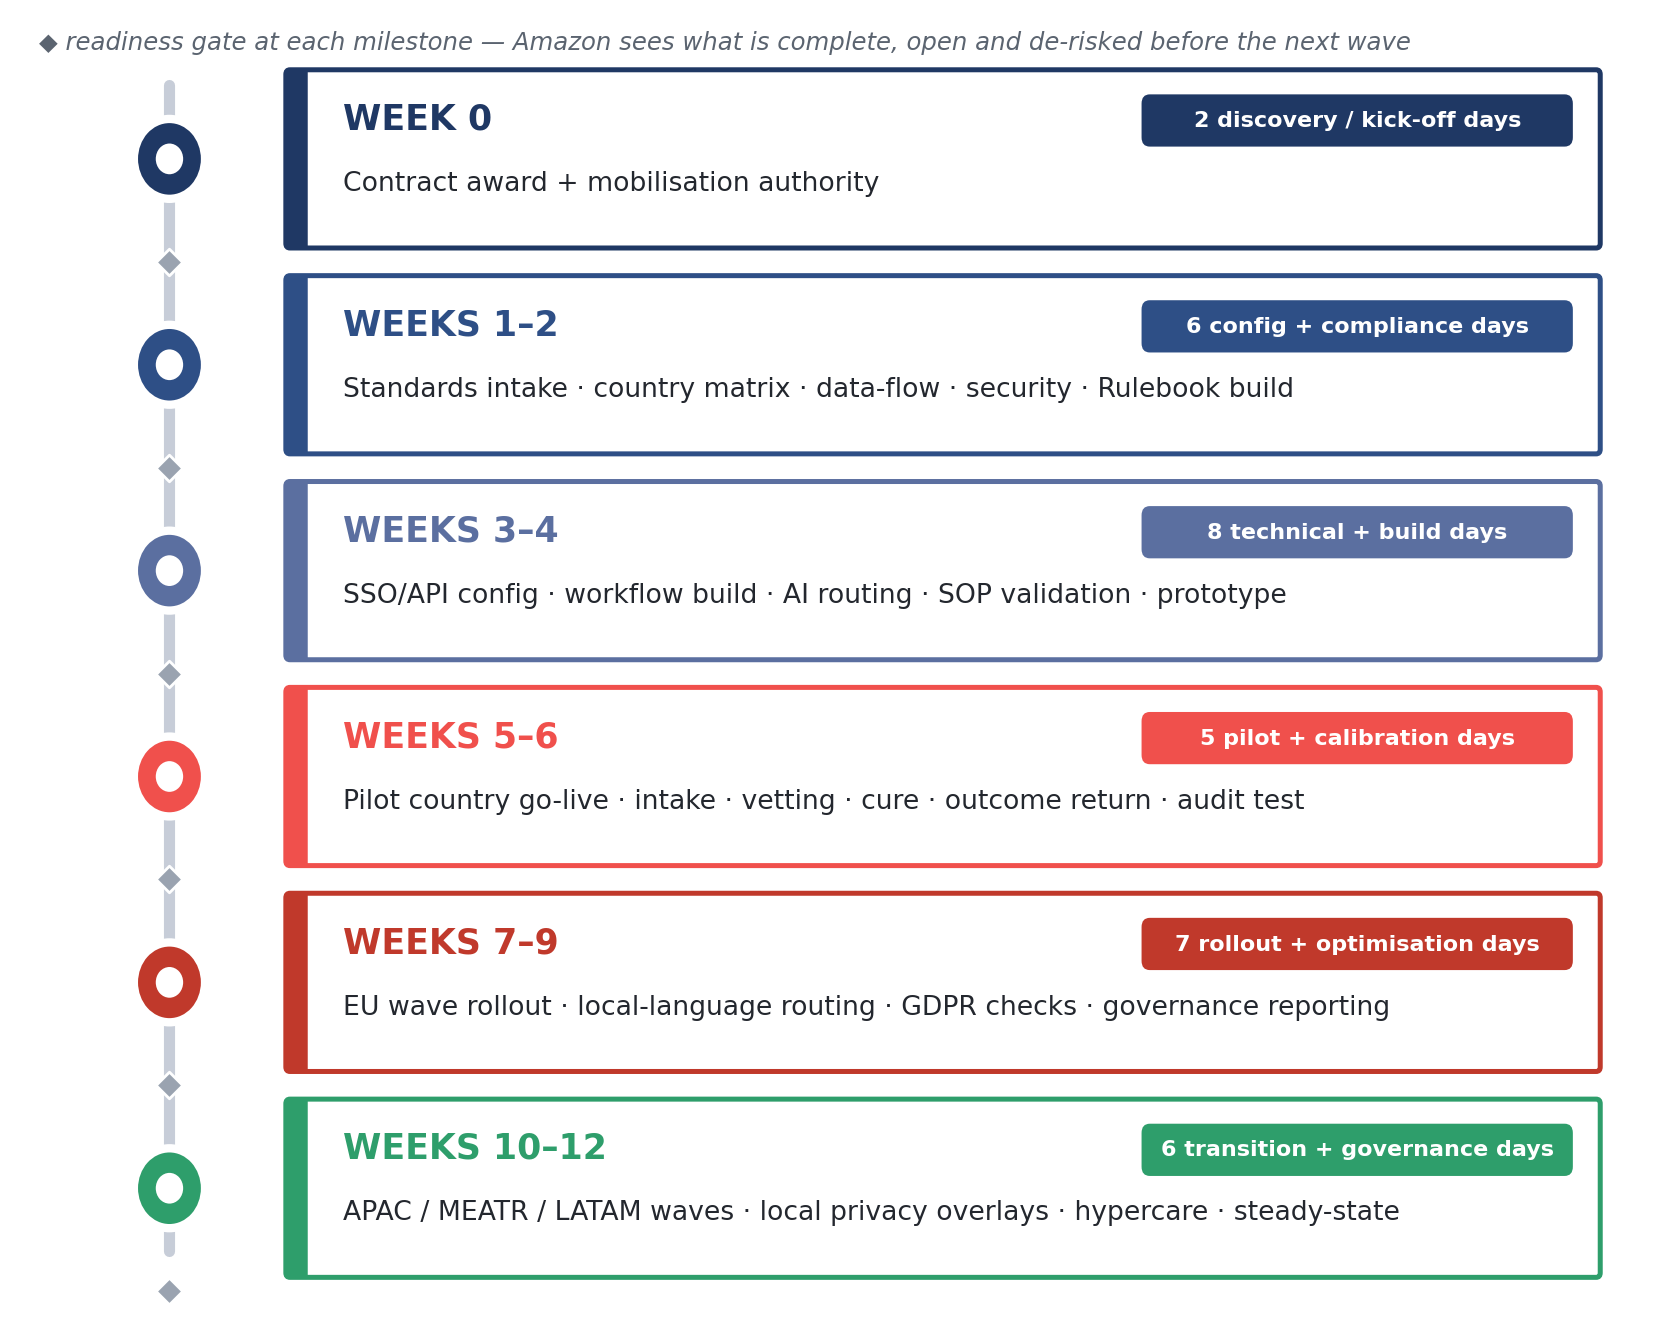 ◆ readiness gate at each milestone — Amazon sees what is complete, open and de-risked before the next wave
WEEK 0
2 discovery / kick-off days
Contract award + mobilisation authority
WEEKS 1–2
6 config + compliance days
Standards intake · country matrix · data-flow · security · Rulebook build
WEEKS 3–4
8 technical + build days
SSO/API config · workflow build · AI routing · SOP validation · prototype
WEEKS 5–6
5 pilot + calibration days
Pilot country go-live · intake · vetting · cure · outcome return · audit test
WEEKS 7–9
7 rollout + optimisation days
EU wave rollout · local-language routing · GDPR checks · governance reporting
WEEKS 10–12
6 transition + governance days
APAC / MEATR / LATAM waves · local privacy overlays · hypercare · steady-state